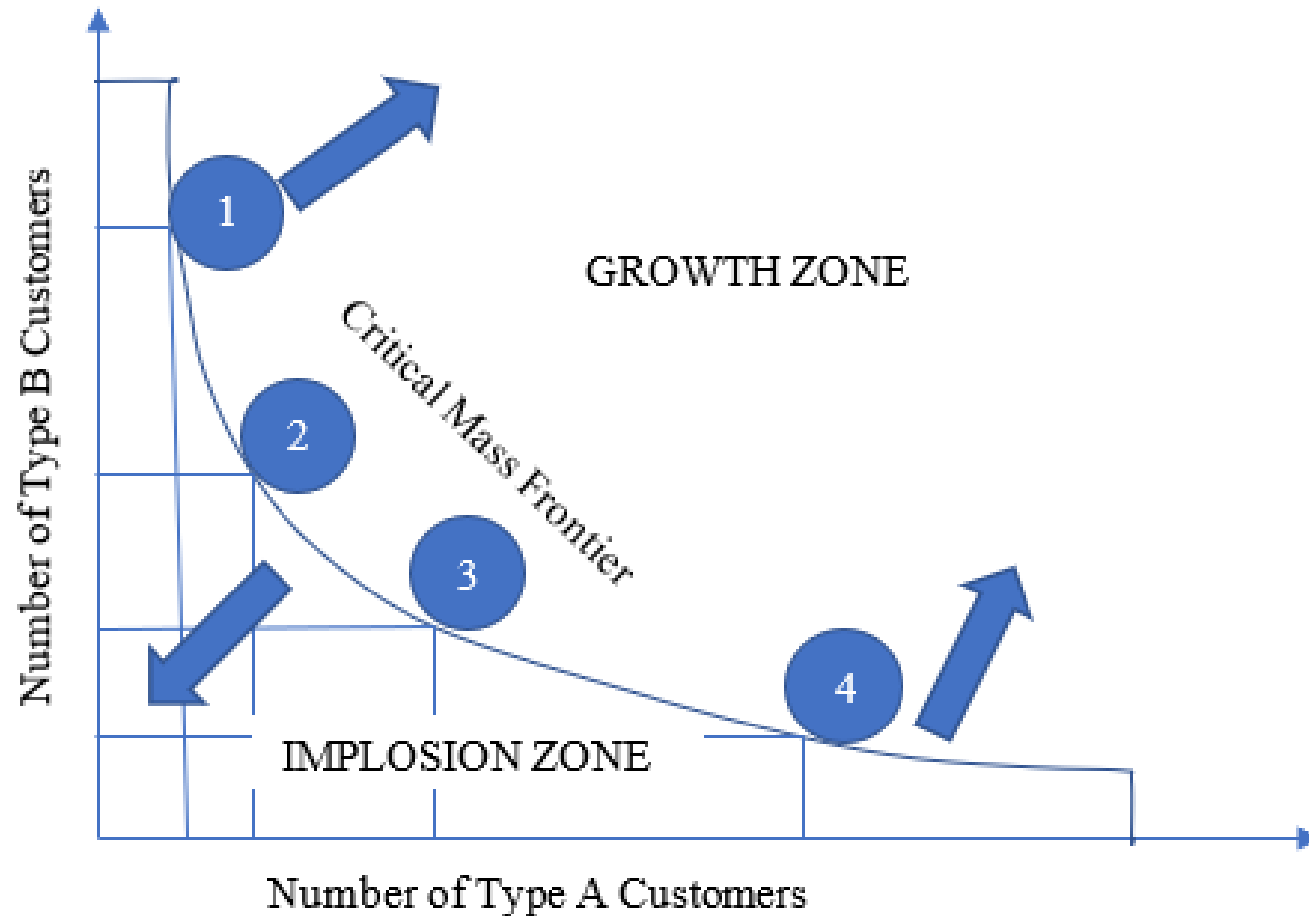 Number of Type B Customers
1
GROWTH ZONE
Critical Mass Frontier
2
3
4
IMPLOSION ZONE
Number of Type A Customers